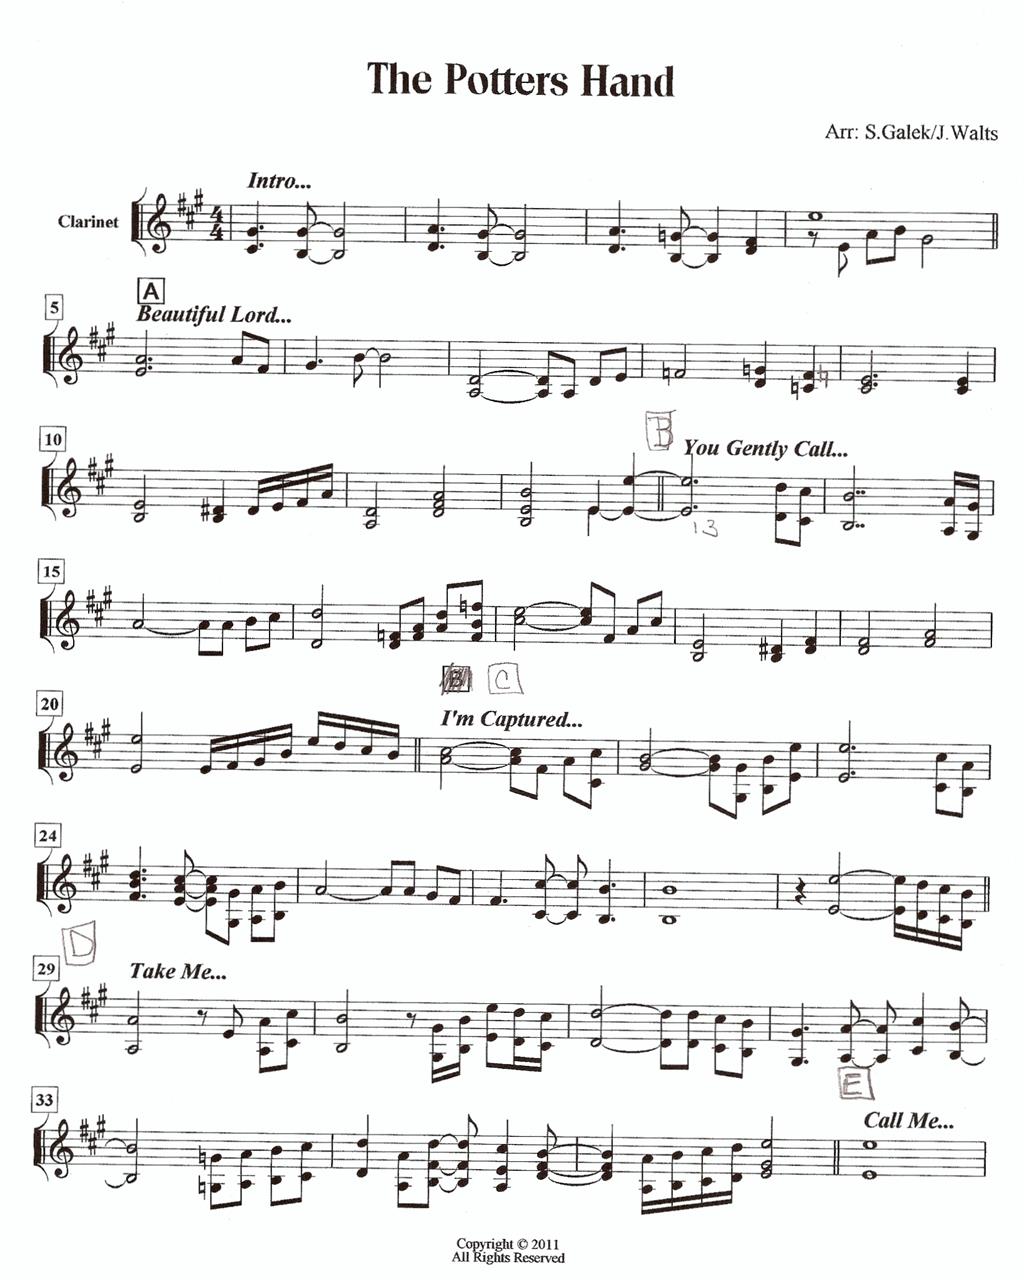 The Potters Hand
Arr: S.Galek/J.Walts
Intro...
Clarinet
4
4
5
A
Beautiful Lord...
10
B
You Gently Call...
13
15
B C
20
I'm Captured...
24
D
29
Take Me...
E
33
Call Me...
Copyright © 2011
All Rights Reserved